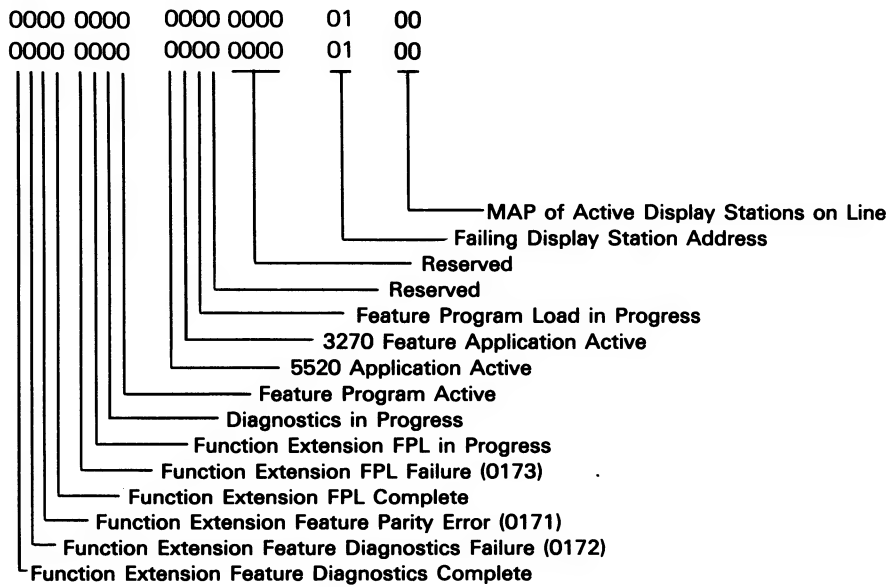 0000 0000 0000 0000 01 00
0000 0000 0000 0000 01 00
MAP of Active Display Stations on Line
Failing Display Station Address
Reserved
Reserved
Feature Program Load in Progress
3270 Feature Application Active
5520 Application Active
Feature Program Active
Diagnostics in Progress
Function Extension FPL in Progress
Function Extension FPL Failure (0173)
Function Extension FPL Complete
Function Extension Feature Parity Error (0171)
Function Extension Feature Diagnostics Failure (0172)
Function Extension Feature Diagnostics Complete